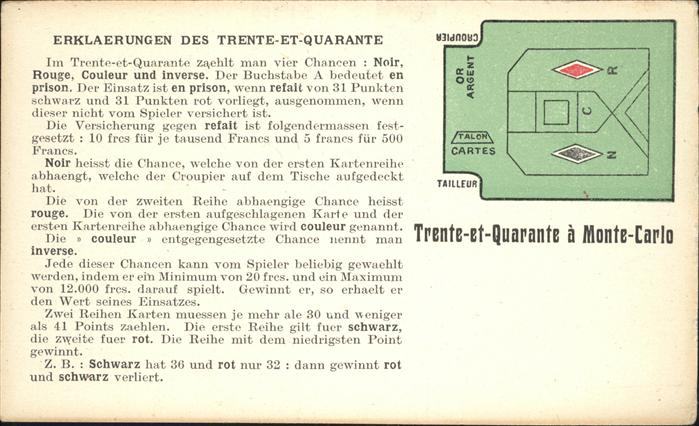 ERKLAERUNGEN DES TRENTE-ET-QUARANTE
Im Trente-et-Quarante zaehlt man vier Chancen : Noir,
Rouge, Couleur und inverse. Der Buchstabe A bedeutet en
prison. Der Einsatz ist en prison, wenn refait von 31 Punkten
schwarz und 31 Punkten rot vorliegt, ausgenommen, wenn
dieser nicht vom Spieler versichert ist.
Die Versicherung gegen refait ist folgendermassen fest-
gesetzt : 10 frcs für je tausend Francs und 5 francs für 500
Francs.
Noir heisst die Chance, welche von der ersten Kartenreihe
abhaengt, welche der Croupier auf dem Tische aufgedeckt
hat.
Die von der zweiten Reihe abhaengige Chance heisst
rouge. Die von der ersten aufgeschlagenen Karte und der
ersten Kartenreihe abhaengige Chance wird couleur genannt.
Die » couleur » entgegengesetzte Chance nennt man
inverse.
Jede dieser Chancen kann vom Spieler beliebig gewaehlt
werden, indem er ein Minimum von 20 frcs. und ein Maximum
von 12.000 frcs. darauf spielt. Gewinnt er, so erhaelt er
den Wert seines Einsatzes.
Zwei Reihen Karten muessen je mehr als 30 und weniger
als 41 Points zaehlen. Die erste Reihe gilt fuer schwarz,
die zweite fuer rot. Die Reihe mit dem niedrigsten Point
gewinnt.
Z. B. : Schwarz hat 36 und rot nur 32 : dann gewinnt rot
und schwarz verliert.
CROUPIER
OR
ARGENT
TALON
CARTES
TAILLEUR
R
C
N
Trente-et-Quarante à Monte-Carlo